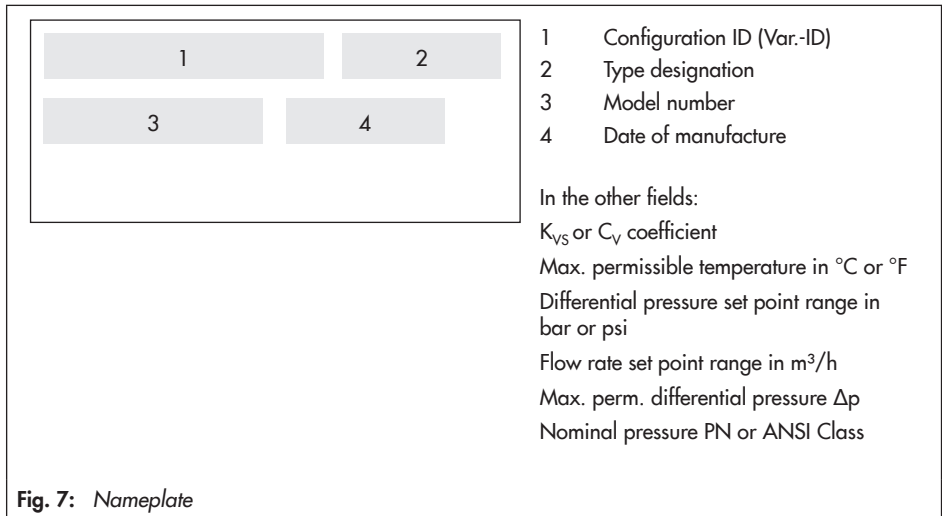 1 2
3 4
1 Configuration ID (Var.-ID)
2 Type designation
3 Model number
4 Date of manufacture
In the other fields:
KVS or CV coefficient
Max. permissible temperature in °C or °F
Differential pressure set point range in
bar or psi
Flow rate set point range in m³/h
Max. perm. differential pressure Δp
Nominal pressure PN or ANSI Class
Fig. 7: Nameplate